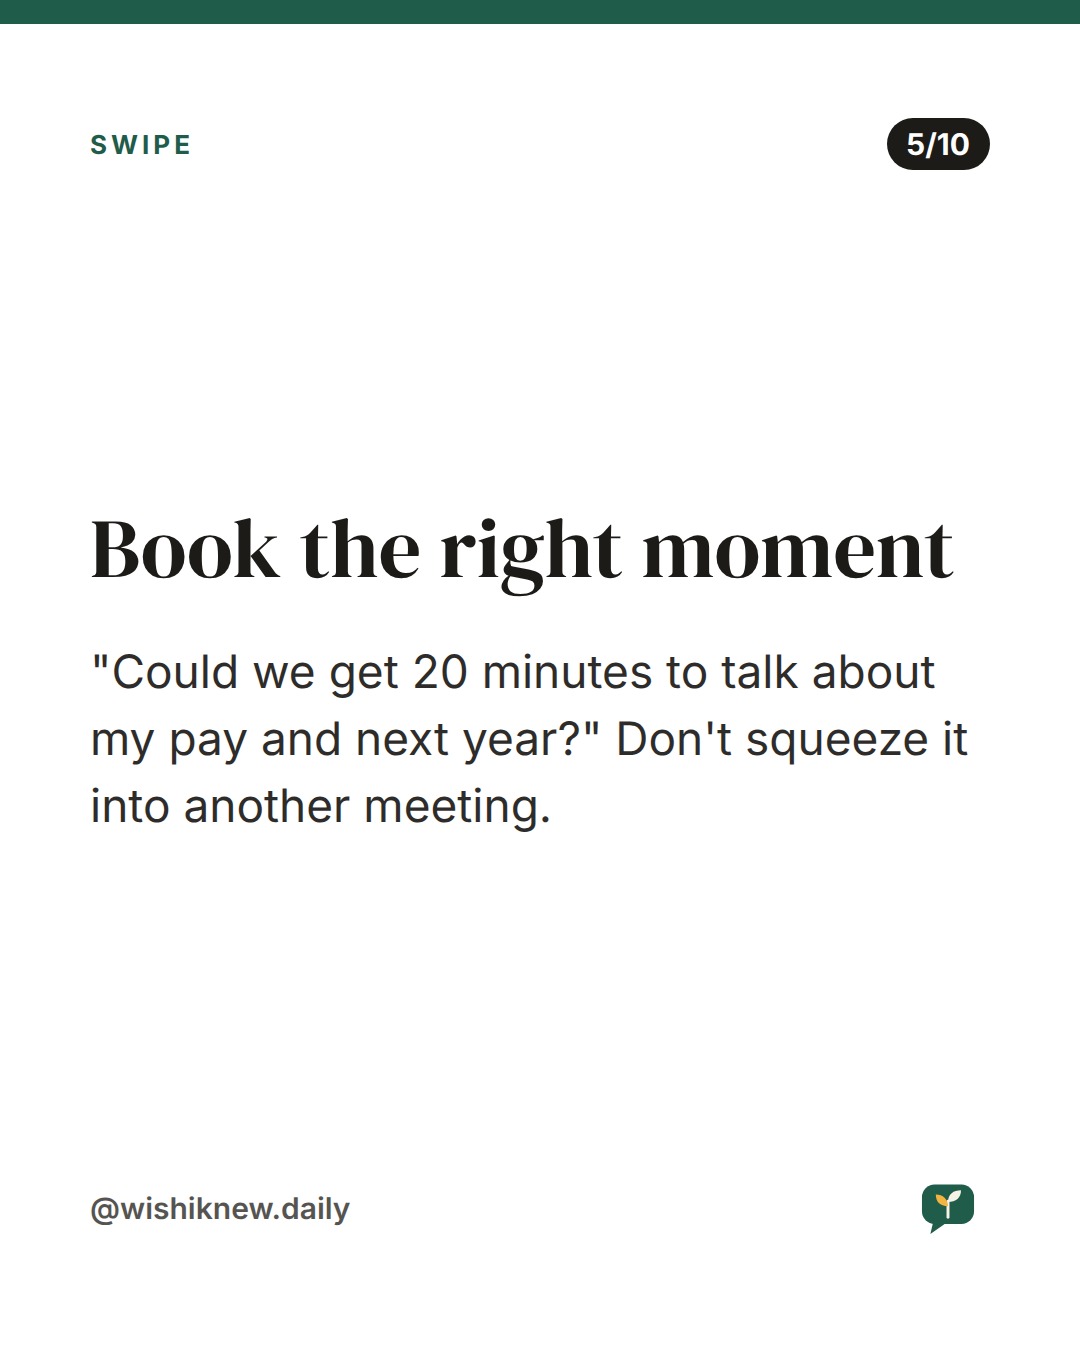 SWIPE
5/10
Book the right moment
"Could we get 20 minutes to talk about
my pay and next year?" Don't squeeze it
into another meeting.
@wishiknew.daily